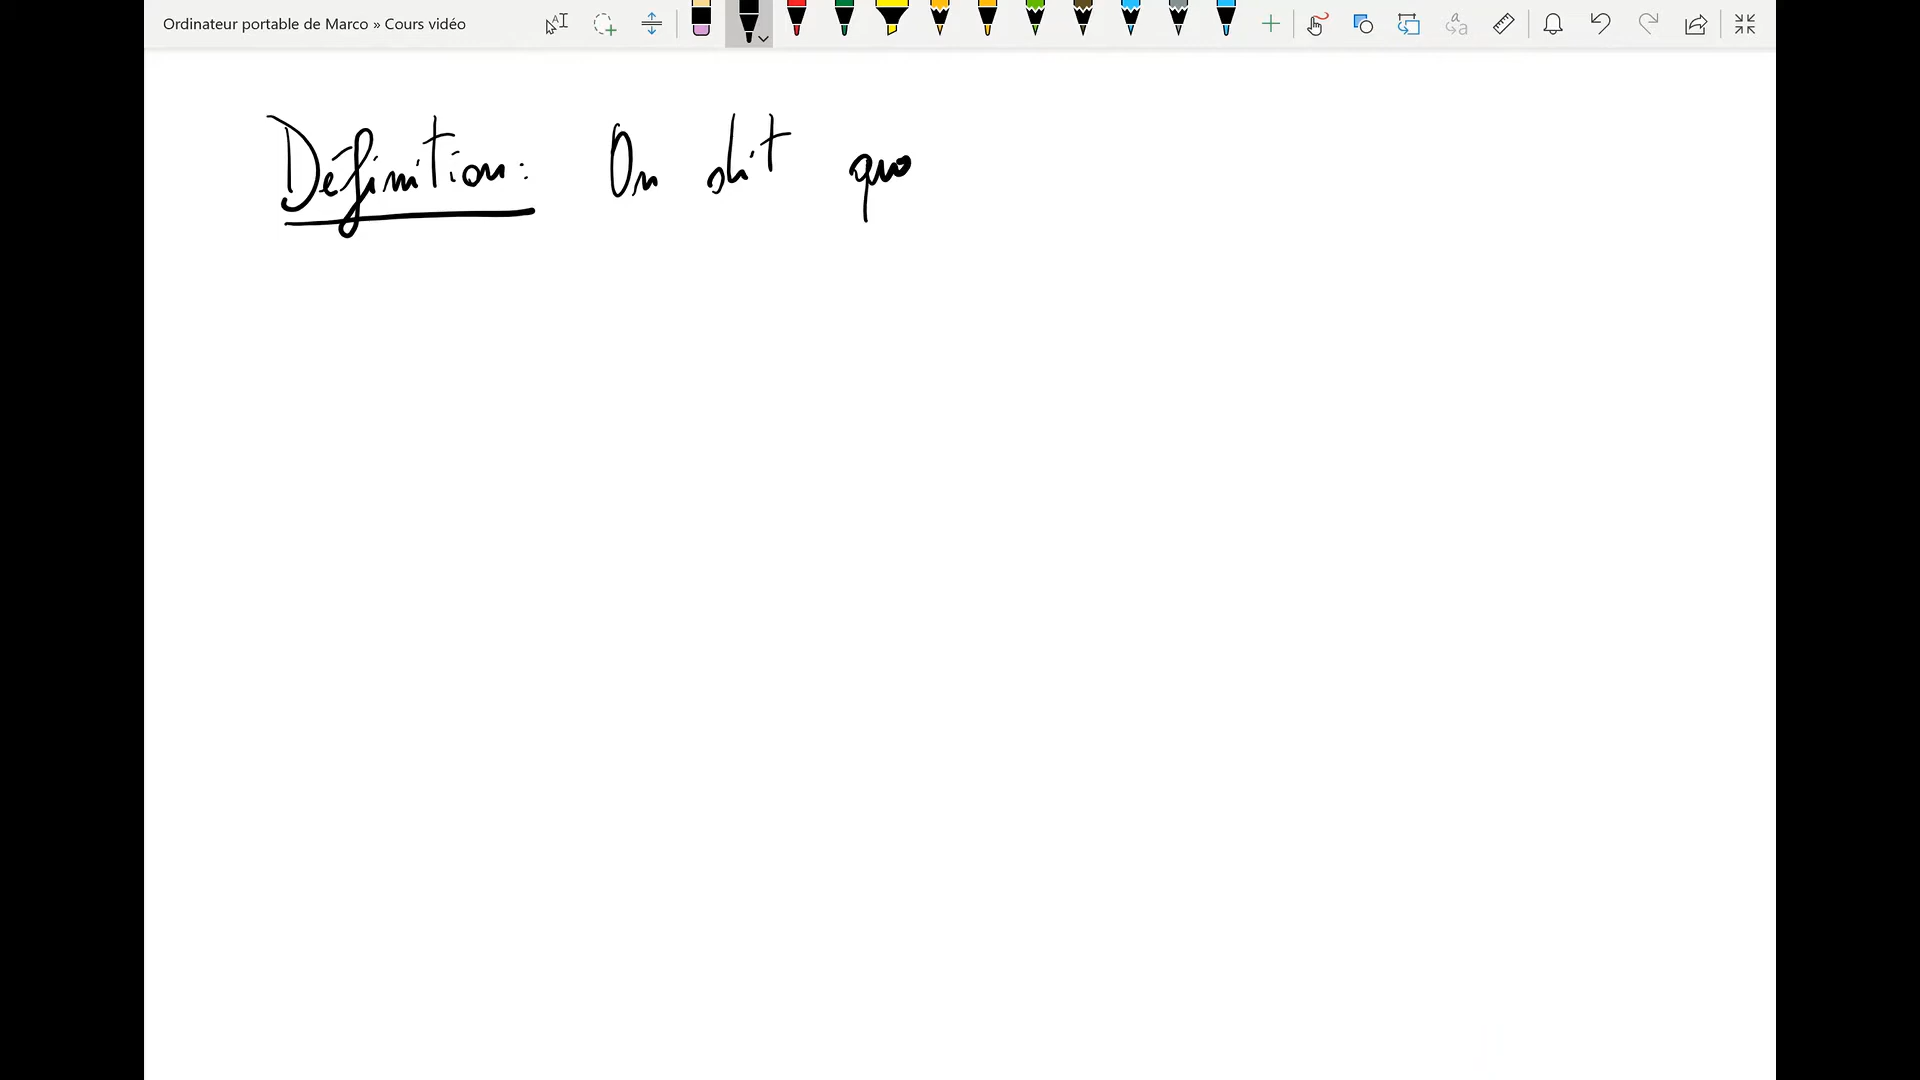 Ordinateur portable de Marco » Cours vidéo
Définition: On dit que